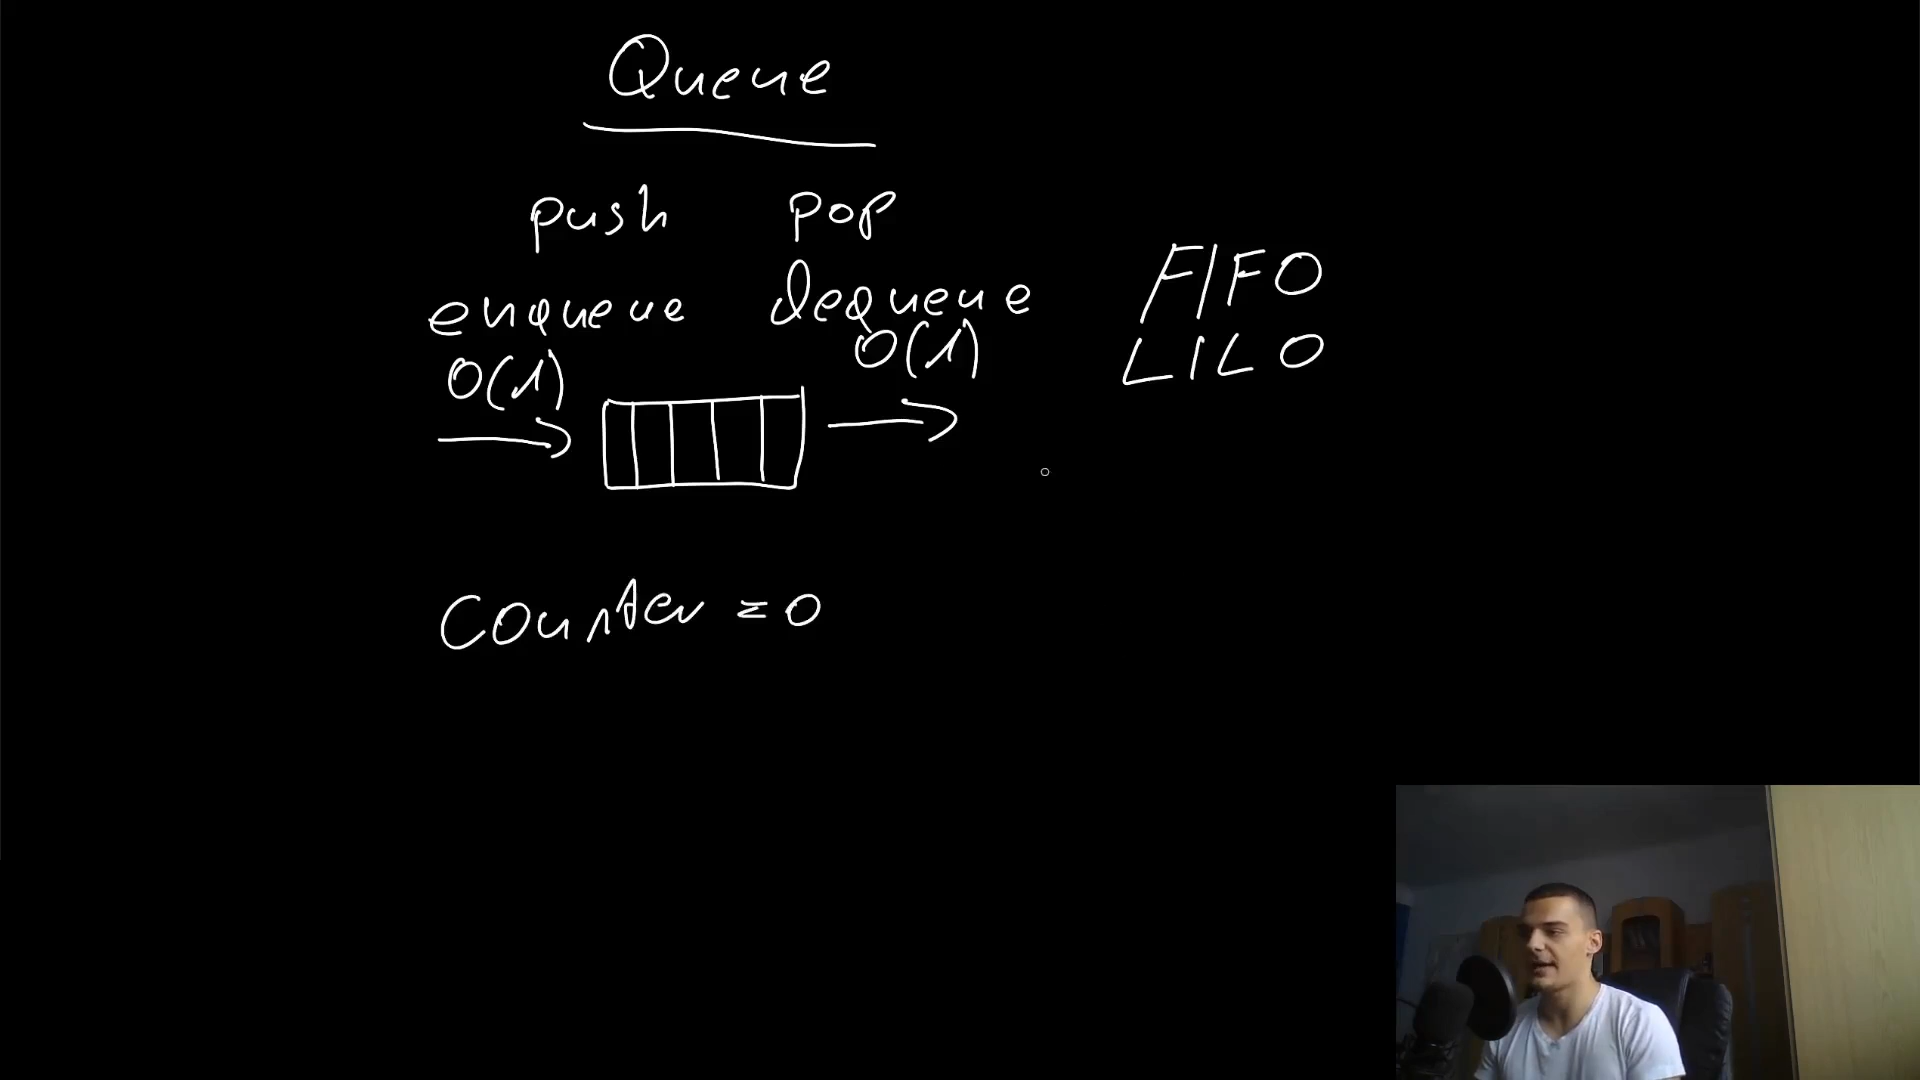 Queue
push pop
enqueue dequeue
O(1) O(1)
FIFO
LILO
Counter = 0